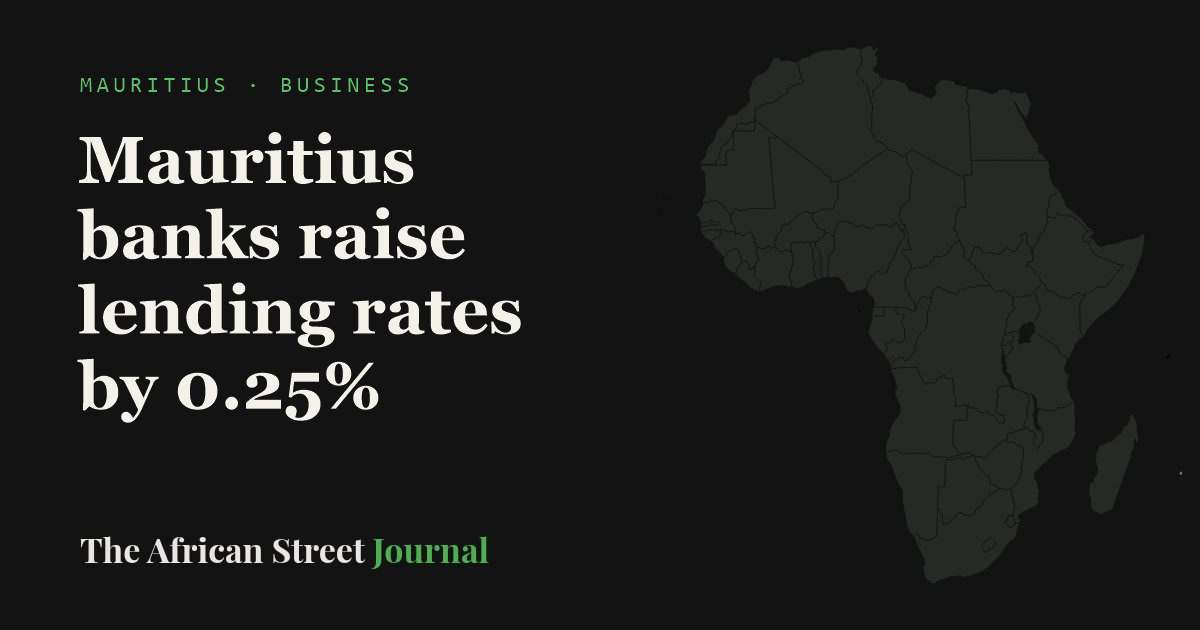 MAURITIUS · BUSINESS
Mauritius
banks raise
lending rates
by 0.25%
The African Street Journal